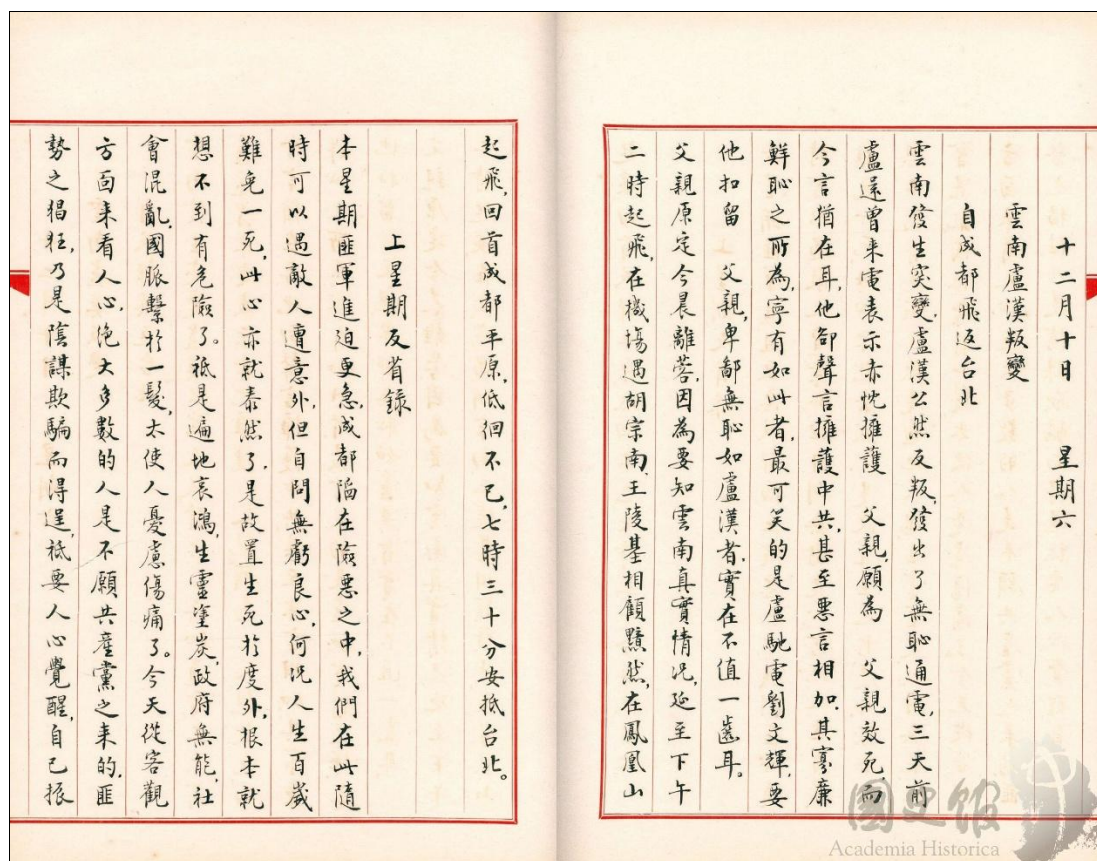 十二月十日　星期六
雲南盧漢叛變
自成都飛返台北
雲南發生突變，盧漢公然反叛，發出了無恥通電，三天前
盧逆曾來電表示赤忱擁護　父親，願為　父親效死，而
今言猶在耳，他卻聲言擁護中共，甚至惡言相加，其寡廉
鮮恥之所為，寧有如此者，最可笑的是盧馳電劉文輝，要
他扣留　父親，卑鄙無恥如盧漢者，實在不值一齒耳。
父親原定今晨離蓉，因為要知雲南真實情況，延至下午
二時起飛，在機場遇胡宗南，王陵基相顧黯然，在鳳凰山
起飛，回首成都平原，低徊不已，七時三十分安抵台北。
上星期反省錄
本星期匪軍進迫更急，成都陷在險惡之中，我們在此隨
時可以遇敵人遭意外，但自問無虧良心，何況人生百歲
難免一死，此心亦就泰然了，是故置生死於度外，根本就
想不到有危險了。祇是遍地哀鴻，生靈塗炭，政府無能，社
會混亂，國脈繫於一髮，太使人憂慮傷痛了。今天從客觀
方面來看人心，絕大多數的人是不願共產黨之來的，匪
勢之猖狂，乃是陰謀欺騙而得逞，祇要人心覺醒，自己振
國史館
Academia Historica